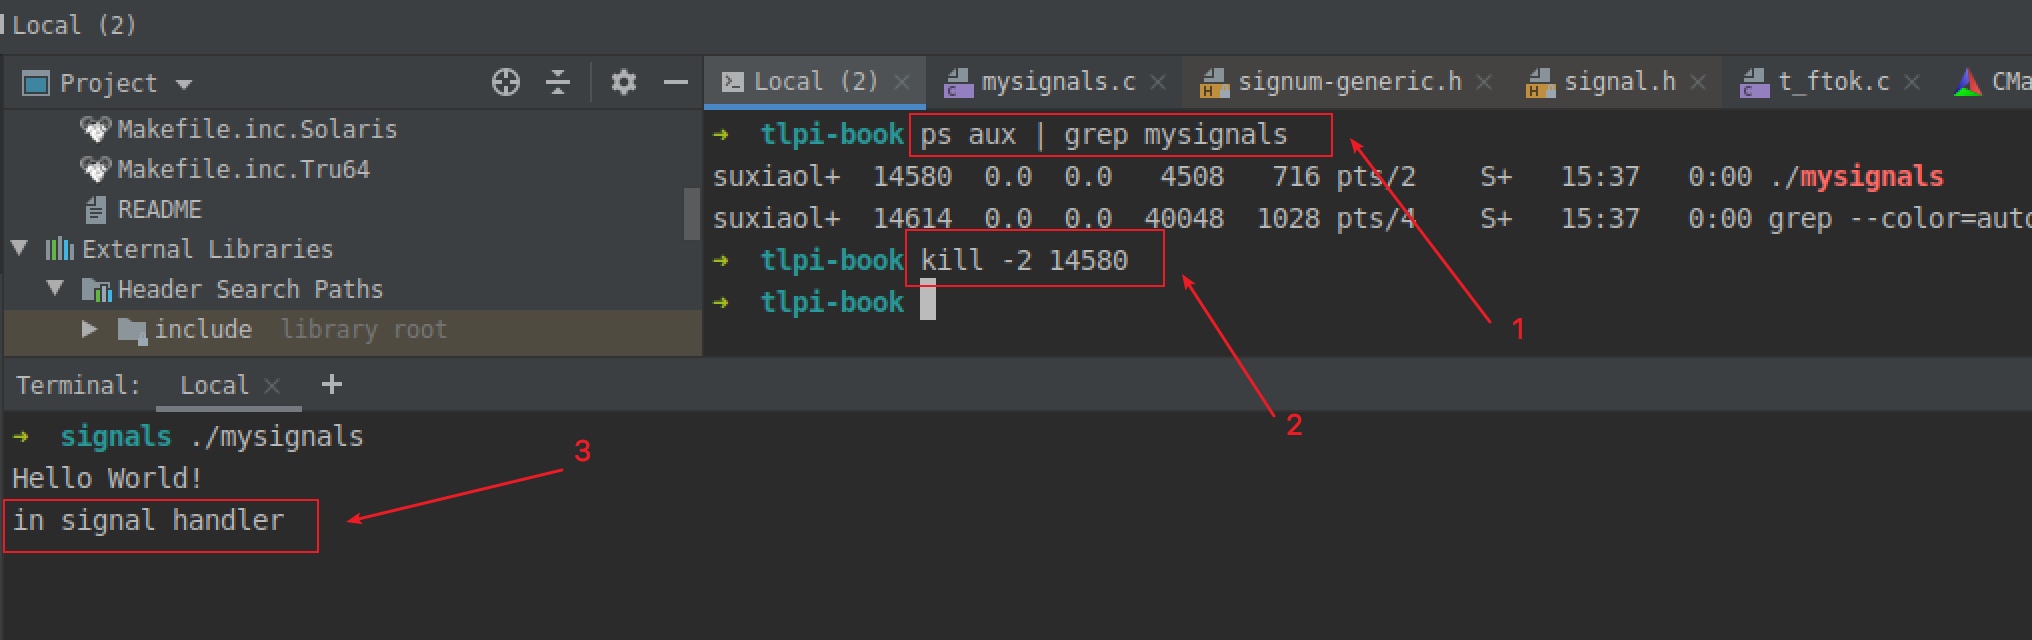 Local (2)
Project
Local (2) mysignals.c signum-generic.h signal.h t_ftok.c CMa
Makefile.inc.Solaris
Makefile.inc.Tru64
README
External Libraries
Header Search Paths
include library root
➜ tlpi-book ps aux | grep mysignals
suxiaol+ 14580 0.0 0.0 4508 716 pts/2 S+ 15:37 0:00 ./mysignals
suxiaol+ 14614 0.0 0.0 40048 1028 pts/4 S+ 15:37 0:00 grep --color=auto
➜ tlpi-book kill -2 14580
➜ tlpi-book
1
2
Terminal: Local +
➜ signals ./mysignals
Hello World!
in signal handler
3